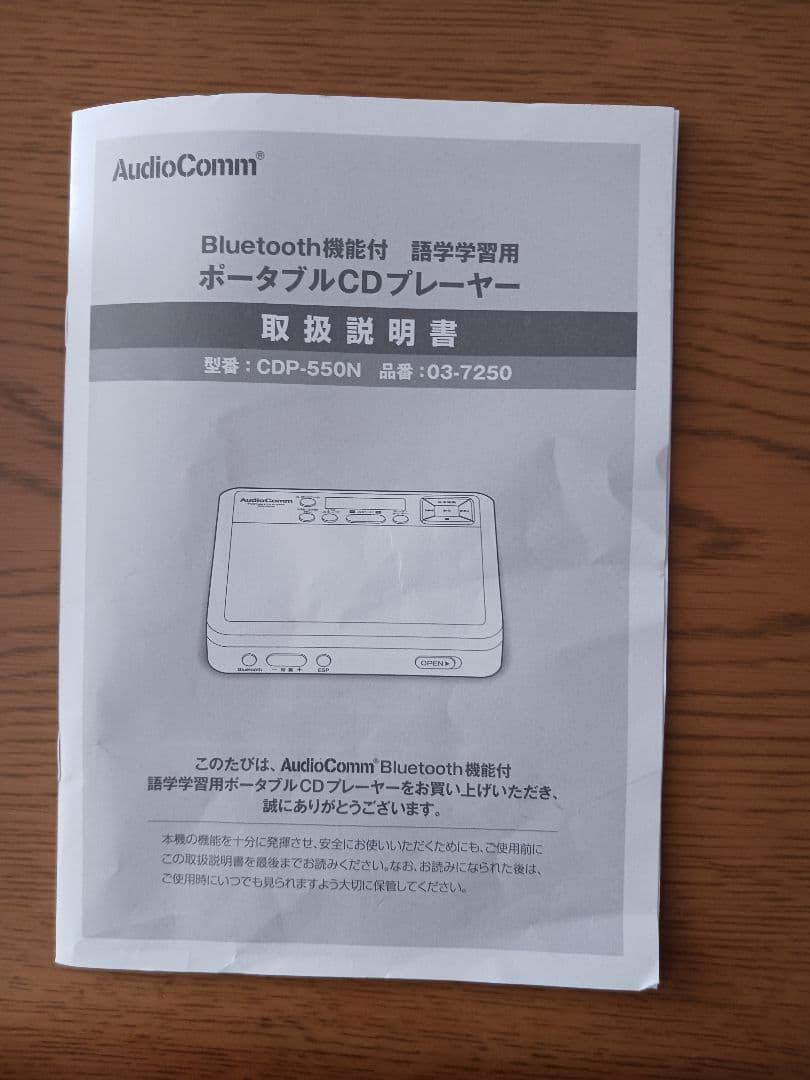 AudioComm®
Bluetooth機能付 語学学習用
ポータブルCDプレーヤー
取扱説明書
型番：CDP-550N 品番：03-7250
AudioComm
OPEN▶
Bluetooth
− 音量 +
ESP
このたびは、AudioComm®Bluetooth機能付
語学学習用ポータブルCDプレーヤーをお買い上げいただき、
誠にありがとうございます。
本機の機能を十分に発揮させ、安全にお使いいただくためにも、ご使用前に
この取扱説明書を最後までお読みください。なお、お読みになられた後は、
ご使用時にいつでも見られますよう大切に保管してください。